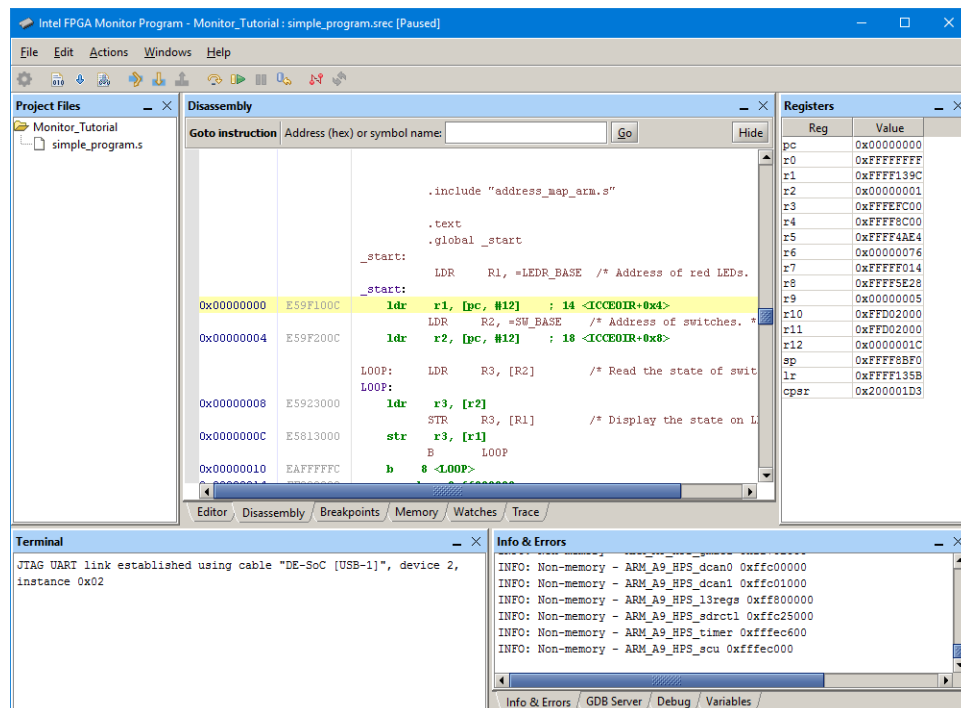 Intel FPGA Monitor Program - Monitor_Tutorial : simple_program.srec [Paused]
File Edit Actions Windows Help
Project Files
Monitor_Tutorial
simple_program.s
Disassembly
Goto instruction Address (hex) or symbol name: Go Hide
.include "address_map_arm.s"
.text
.global _start
_start:
LDR R1, =LEDR_BASE /* Address of red LEDs.
_start:
0x00000000 E59F100C ldr r1, [pc, #12] ; 14 <ICCEOIR+0x4>
LDR R2, =SW_BASE /* Address of switches. *
0x00000004 E59F200C ldr r2, [pc, #12] ; 18 <ICCEOIR+0x8>
LOOP: LDR R3, [R2] /* Read the state of swit
LOOP:
0x00000008 E5923000 ldr r3, [r2]
STR R3, [R1] /* Display the state on L
0x0000000C E5813000 str r3, [r1]
B LOOP
0x00000010 EAFFFFFC b 8 <LOOP>
Editor Disassembly Breakpoints Memory Watches Trace
Registers
Reg Value
pc 0x00000000
r0 0xFFFFFFFF
r1 0xFFFF139C
r2 0x00000001
r3 0xFFFEFC00
r4 0xFFFF8C00
r5 0xFFFF4AE4
r6 0x00000076
r7 0xFFFFF014
r8 0xFFFF5E28
r9 0x00000005
r10 0xFFD02000
r11 0xFFD02000
r12 0x0000001C
sp 0xFFFF8BF0
lr 0xFFFF135B
cpsr 0x200001D3
Terminal
JTAG UART link established using cable "DE-SoC [USB-1]", device 2,
instance 0x02
Info & Errors
INFO: Non-memory - ARM_A9_HPS_dcan0 0xffc00000
INFO: Non-memory - ARM_A9_HPS_dcan1 0xffc01000
INFO: Non-memory - ARM_A9_HPS_l3regs 0xff800000
INFO: Non-memory - ARM_A9_HPS_sdrctl 0xffc25000
INFO: Non-memory - ARM_A9_HPS_timer 0xfffec600
INFO: Non-memory - ARM_A9_HPS_scu 0xfffec000
Info & Errors GDB Server Debug Variables